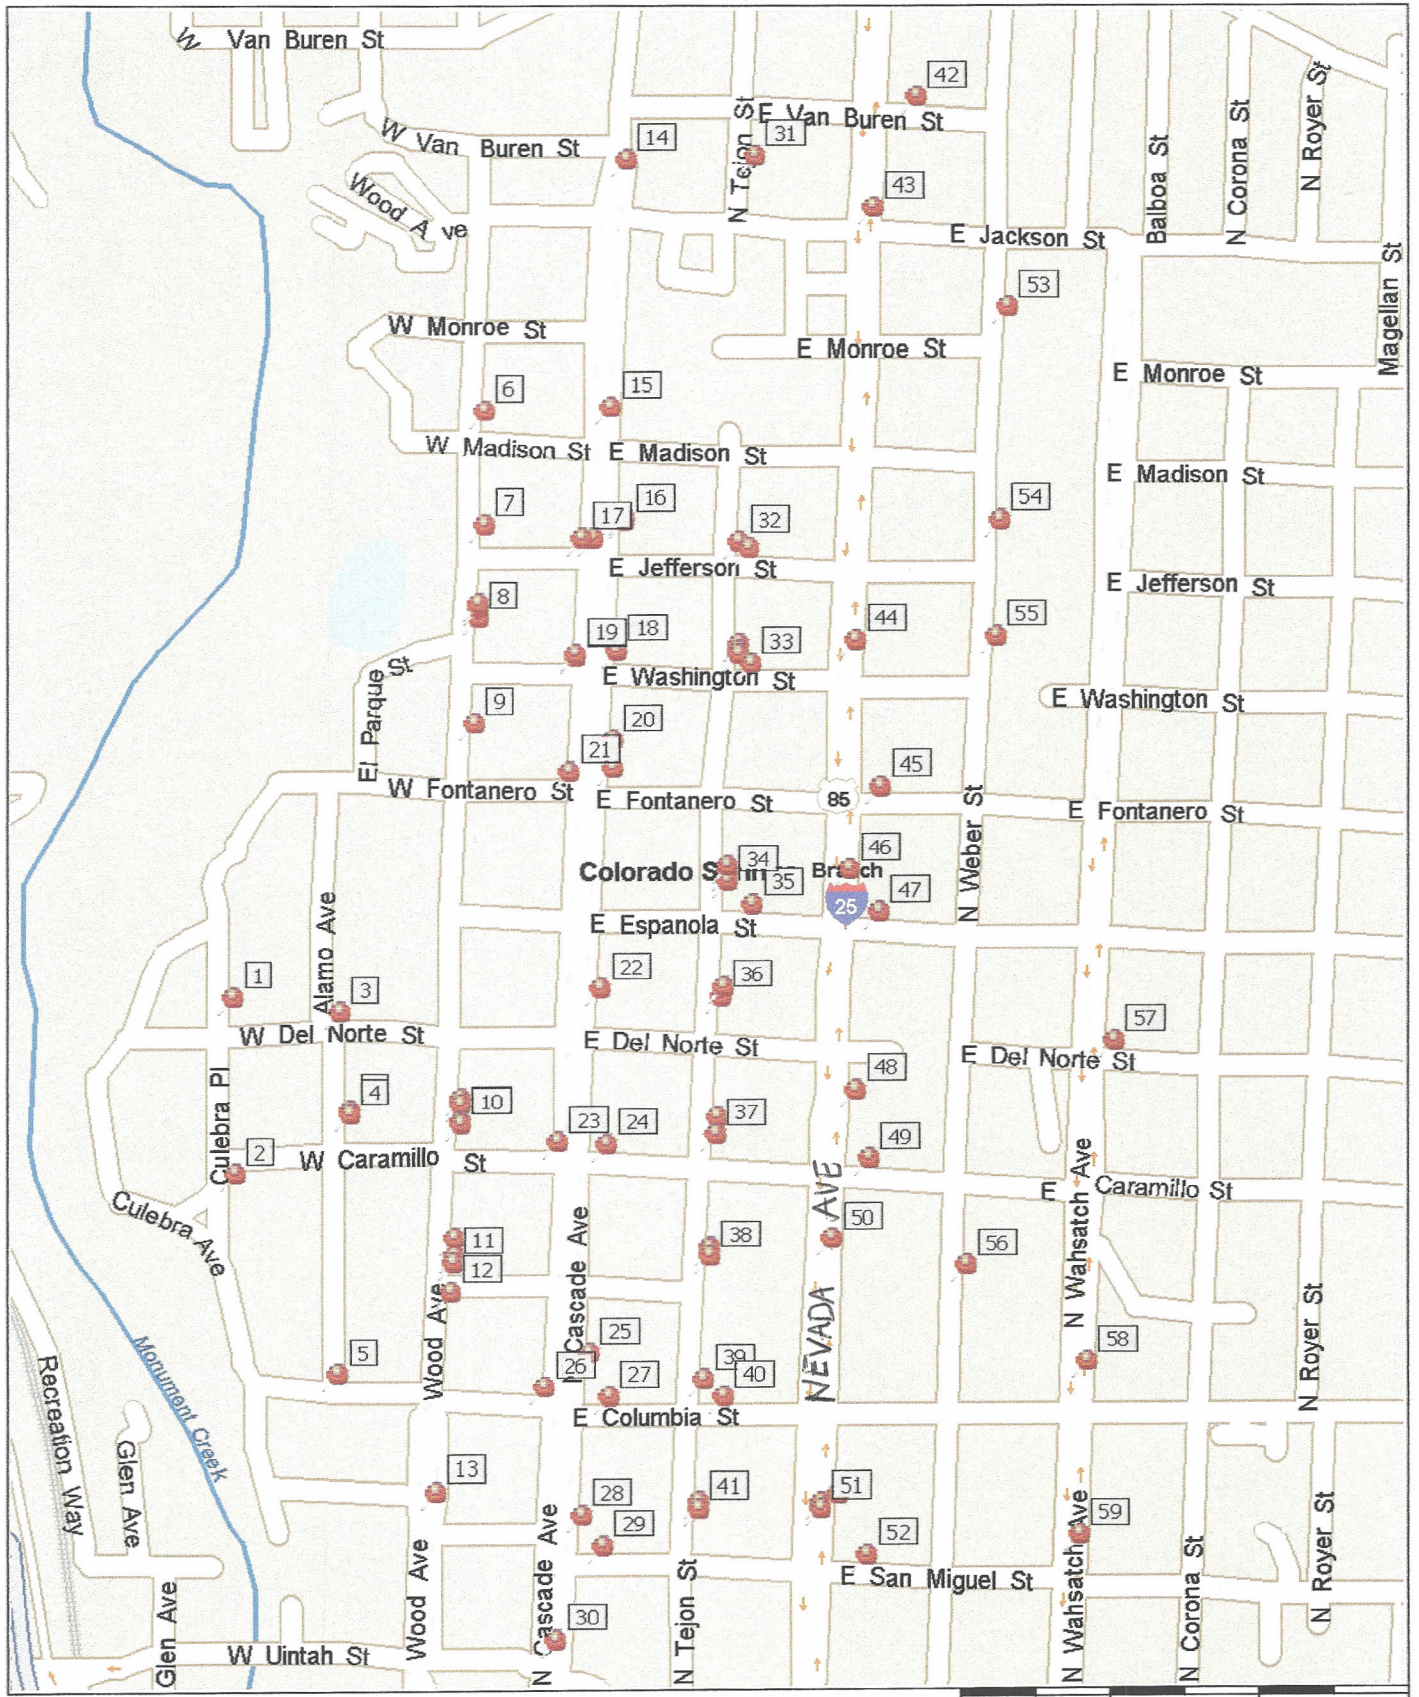 W Van Buren St
42
E Van Buren St
W Van Buren St
14
31
N Tejon St
43
Wood Ave
E Jackson St
Balboa St
N Corona St
N Royer St
Magellan St
53
W Monroe St
E Monroe St
E Monroe St
6
15
W Madison St
E Madison St
E Madison St
7
17
16
32
54
E Jefferson St
E Jefferson St
8
19
18
33
44
55
E Washington St
E Washington St
El Parque St
9
20
21
45
W Fontanero St
E Fontanero St
85
E Fontanero St
N Weber St
34
46
Colorado
Branch
35
25
47
E Espanola St
Alamo Ave
1
3
22
36
W Del Norte St
E Del Norte St
57
E Del Norte St
Culebra Pl
4
10
23
24
37
48
49
2
W Caramillo St
E Caramillo St
Culebra Ave
11
12
38
50
56
NEVADA AVE
N Wahsatch Ave
Wood Ave
Cascade Ave
5
25
26
27
39
40
58
N Royer St
E Columbia St
Monument Creek
Recreation Way
Glen Ave
13
28
29
41
51
52
59
E San Miguel St
N Cascade Ave
Wood Ave
Glen Ave
30
W Uintah St
N Tejon St
N Wahsatch Ave
N Corona St
N Royer St